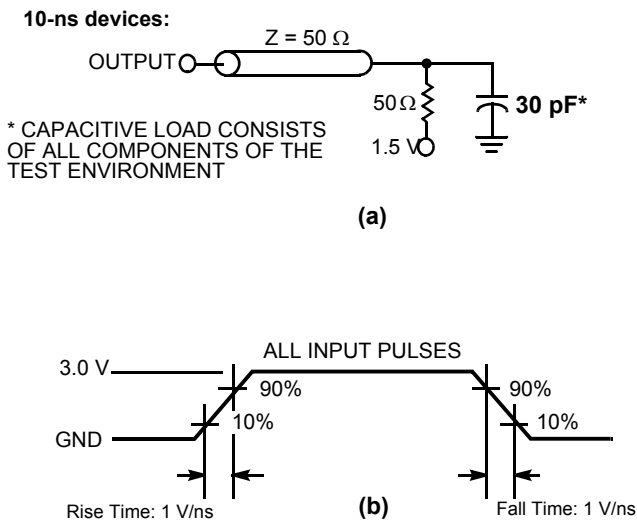 10-ns devices:
Z = 50 Ω
OUTPUT
50 Ω
30 pF*
* CAPACITIVE LOAD CONSISTS
OF ALL COMPONENTS OF THE
TEST ENVIRONMENT
1.5 V
(a)
ALL INPUT PULSES
3.0 V
90%
90%
10%
10%
GND
Rise Time: 1 V/ns
(b)
Fall Time: 1 V/ns